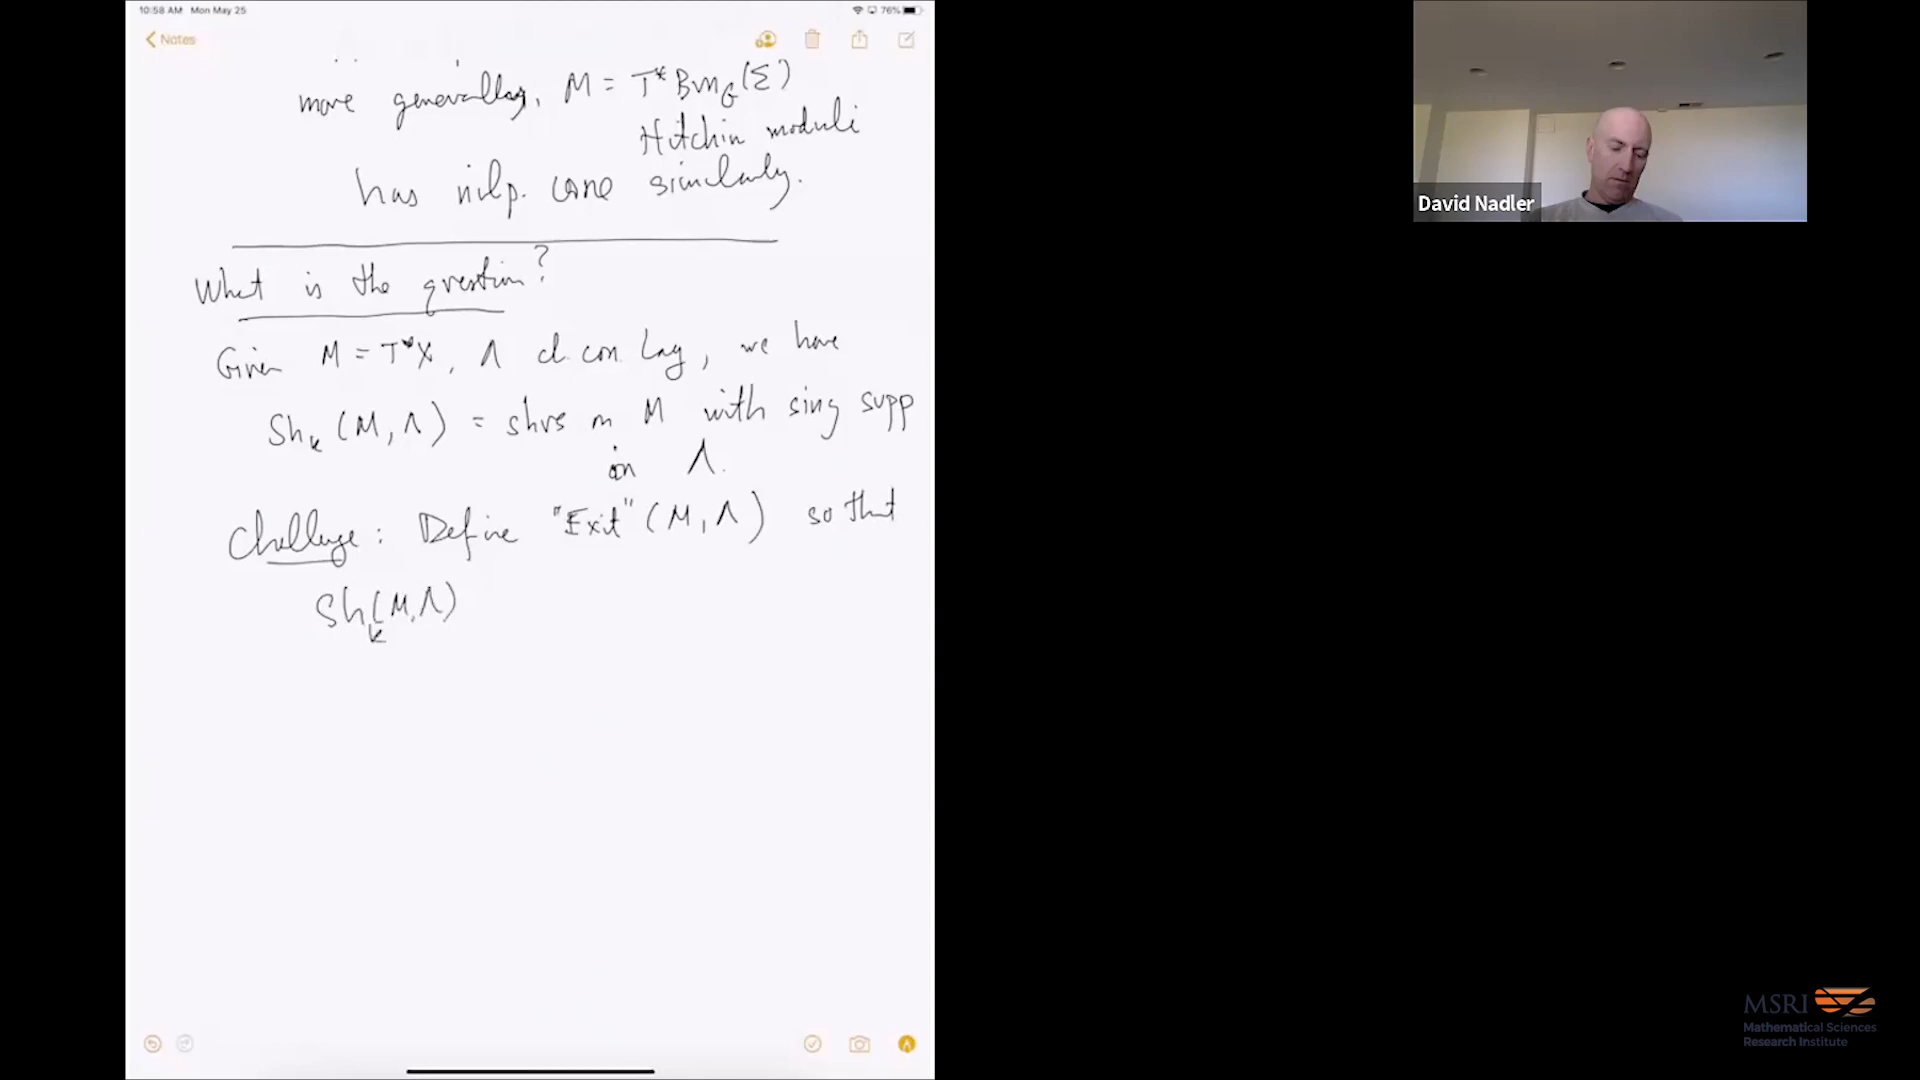 10:58 AM Mon May 25
76%
Notes
more generally, M = T* Bun_G (Σ)
Hitchin moduli
has nilp. cone similarly.
What is the question?
Given M = T*X, Λ cl. con. Lag, we have
Sh_k (M, Λ) = shvs on M with sing supp
in Λ.
Challenge: Define "Exit" (M, Λ) so that
Sh_k (M, Λ)
David Nadler
MSRI
Mathematical Sciences
Research Institute